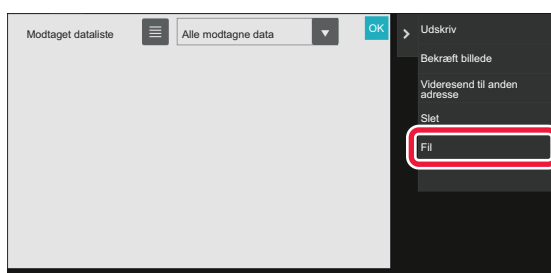 Modtaget dataliste
Alle modtagne data
OK
Udskriv
Bekræft billede
Videresend til anden
adresse
Slet
Fil